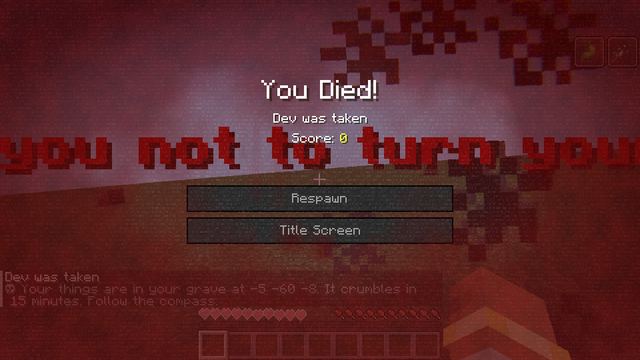 You Died!
Dev was taken
Score: 0
you not to turn you
Respawn
Title Screen
Dev was taken
Your things are in your grave at -5 -60 -8. It crumbles in
15 minutes. Follow the compass.